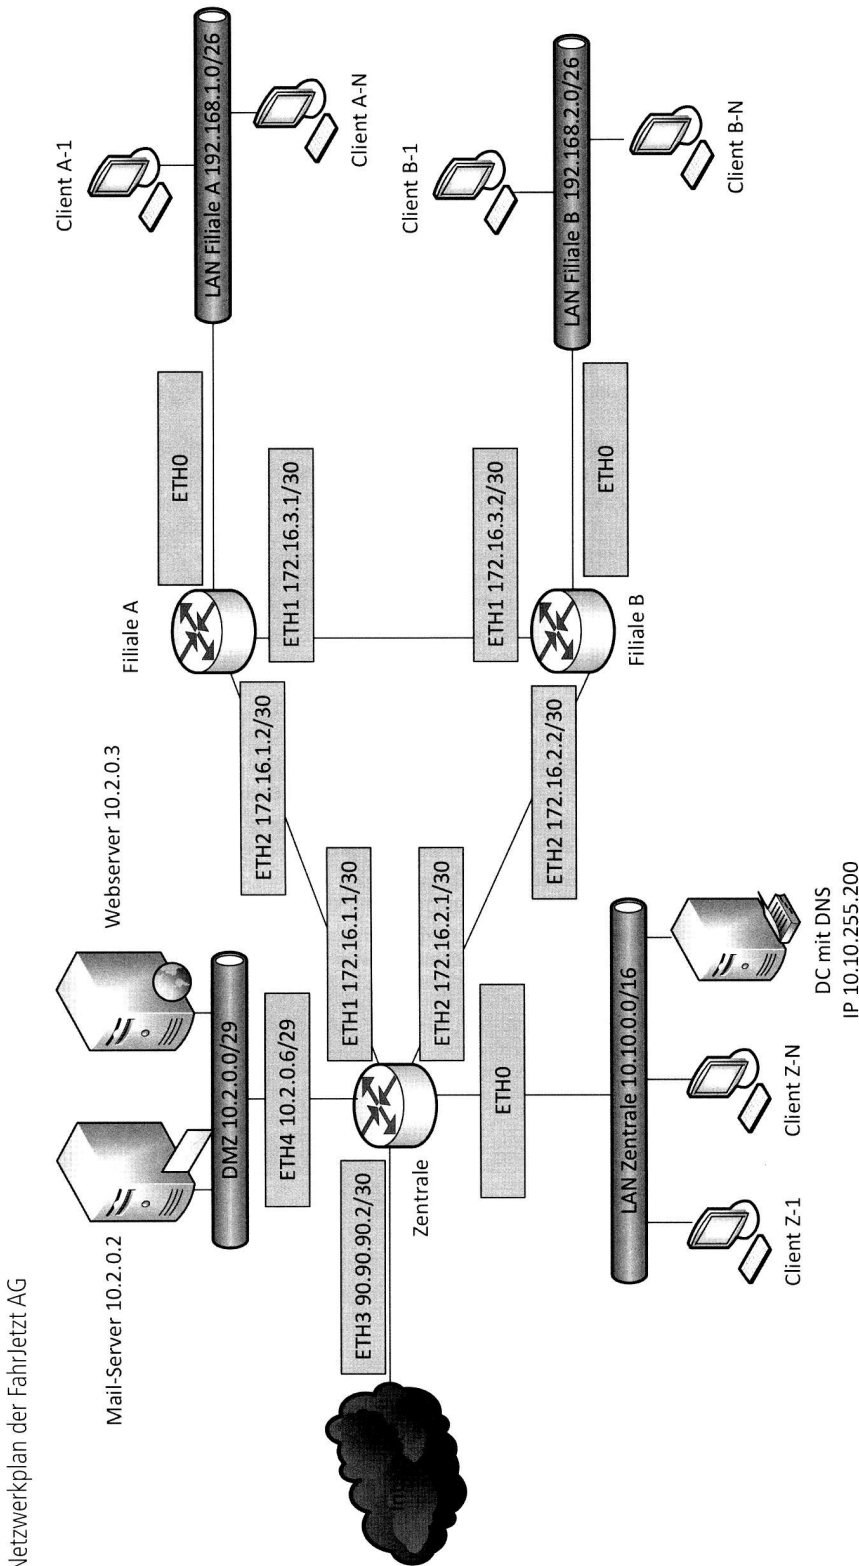 Netzwerkplan der FahrJetzt AG
Mail-Server 10.2.0.2
Webserver 10.2.0.3
DMZ 10.2.0.0/29
ETH4 10.2.0.6/29
ETH3 90.90.90.2/30
Zentrale
ETH1 172.16.1.1/30
ETH2 172.16.2.1/30
ETH0
LAN Zentrale 10.10.0.0/16
Client Z-1
Client Z-N
DC mit DNS
IP 10.10.255.200
ETH2 172.16.1.2/30
ETH2 172.16.2.2/30
Filiale A
ETH0
ETH1 172.16.3.1/30
ETH1 172.16.3.2/30
Filiale B
ETH0
Client A-1
LAN Filiale A 192.168.1.0/26
Client A-N
Client B-1
LAN Filiale B 192.168.2.0/26
Client B-N